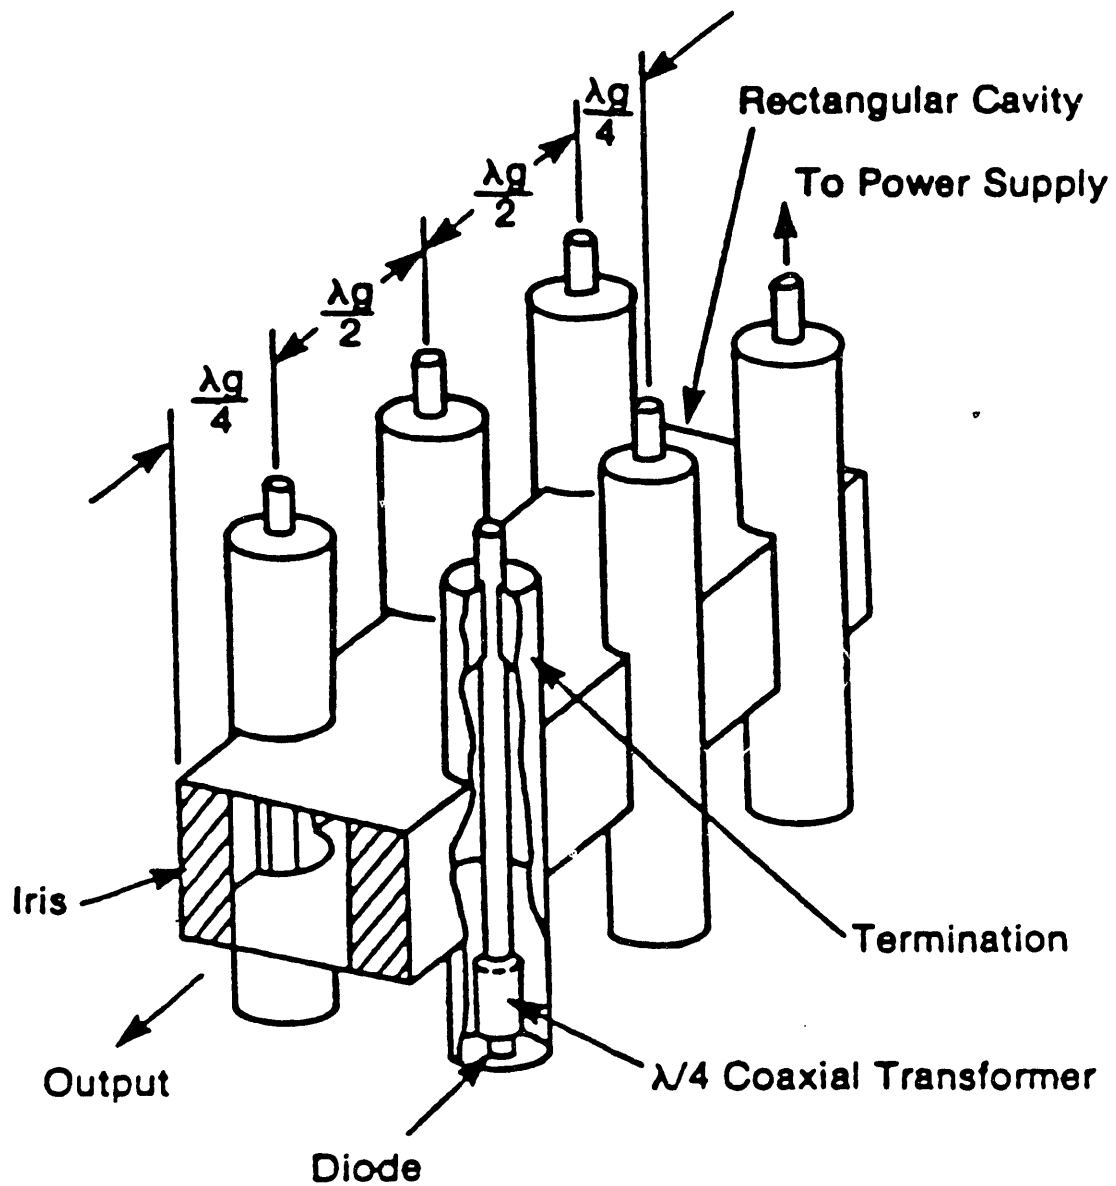 λg
4
Rectangular Cavity
λg
2
To Power Supply
λg
2
λg
4
Iris
Termination
Output
λ/4 Coaxial Transformer
Diode